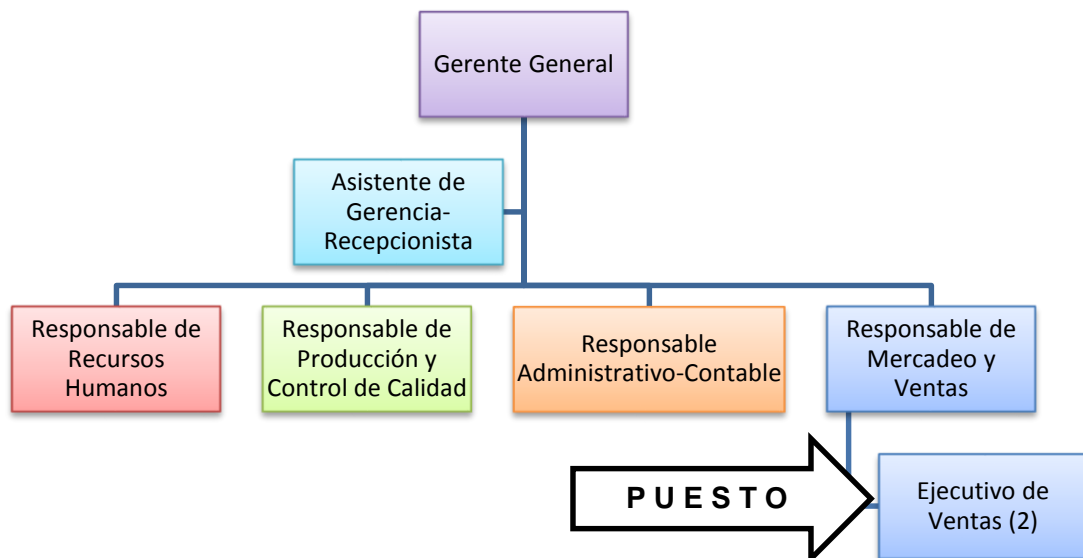 Gerente General
Asistente de
Gerencia-
Recepcionista
Responsable de
Recursos
Humanos
Responsable de
Producción y
Control de Calidad
Responsable
Administrativo-Contable
Responsable de
Mercadeo y
Ventas
P U E S T O
Ejecutivo de
Ventas (2)